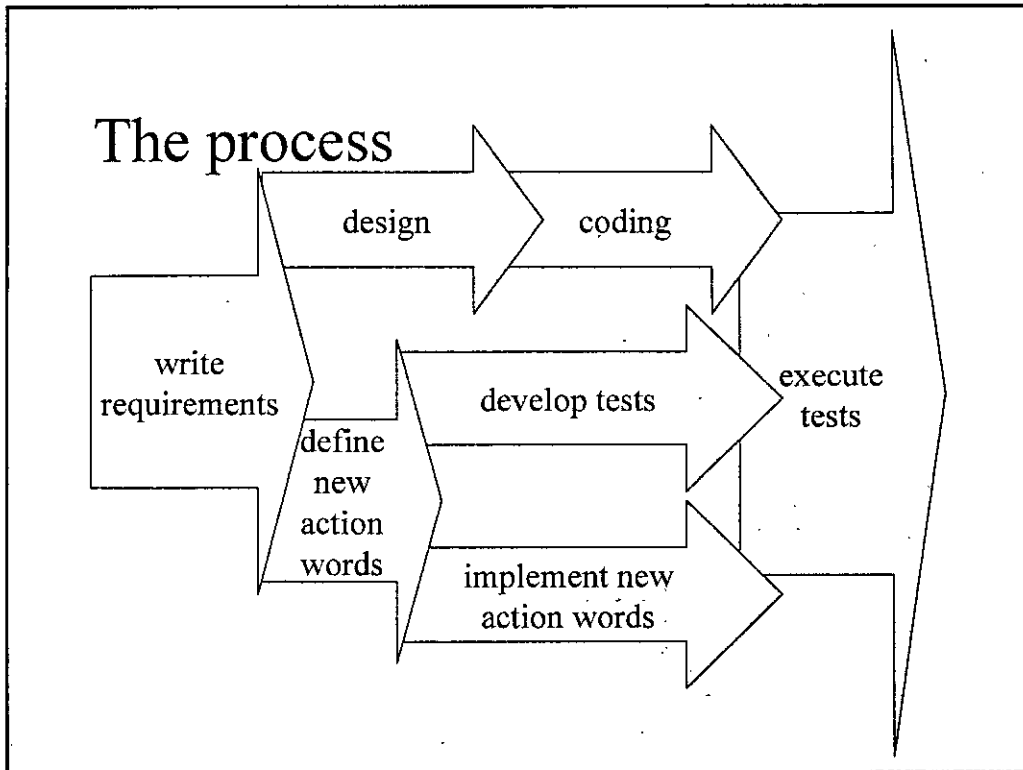 The process
design
coding
write
requirements
define
new
action
words
develop tests
implement new
action words
execute
tests